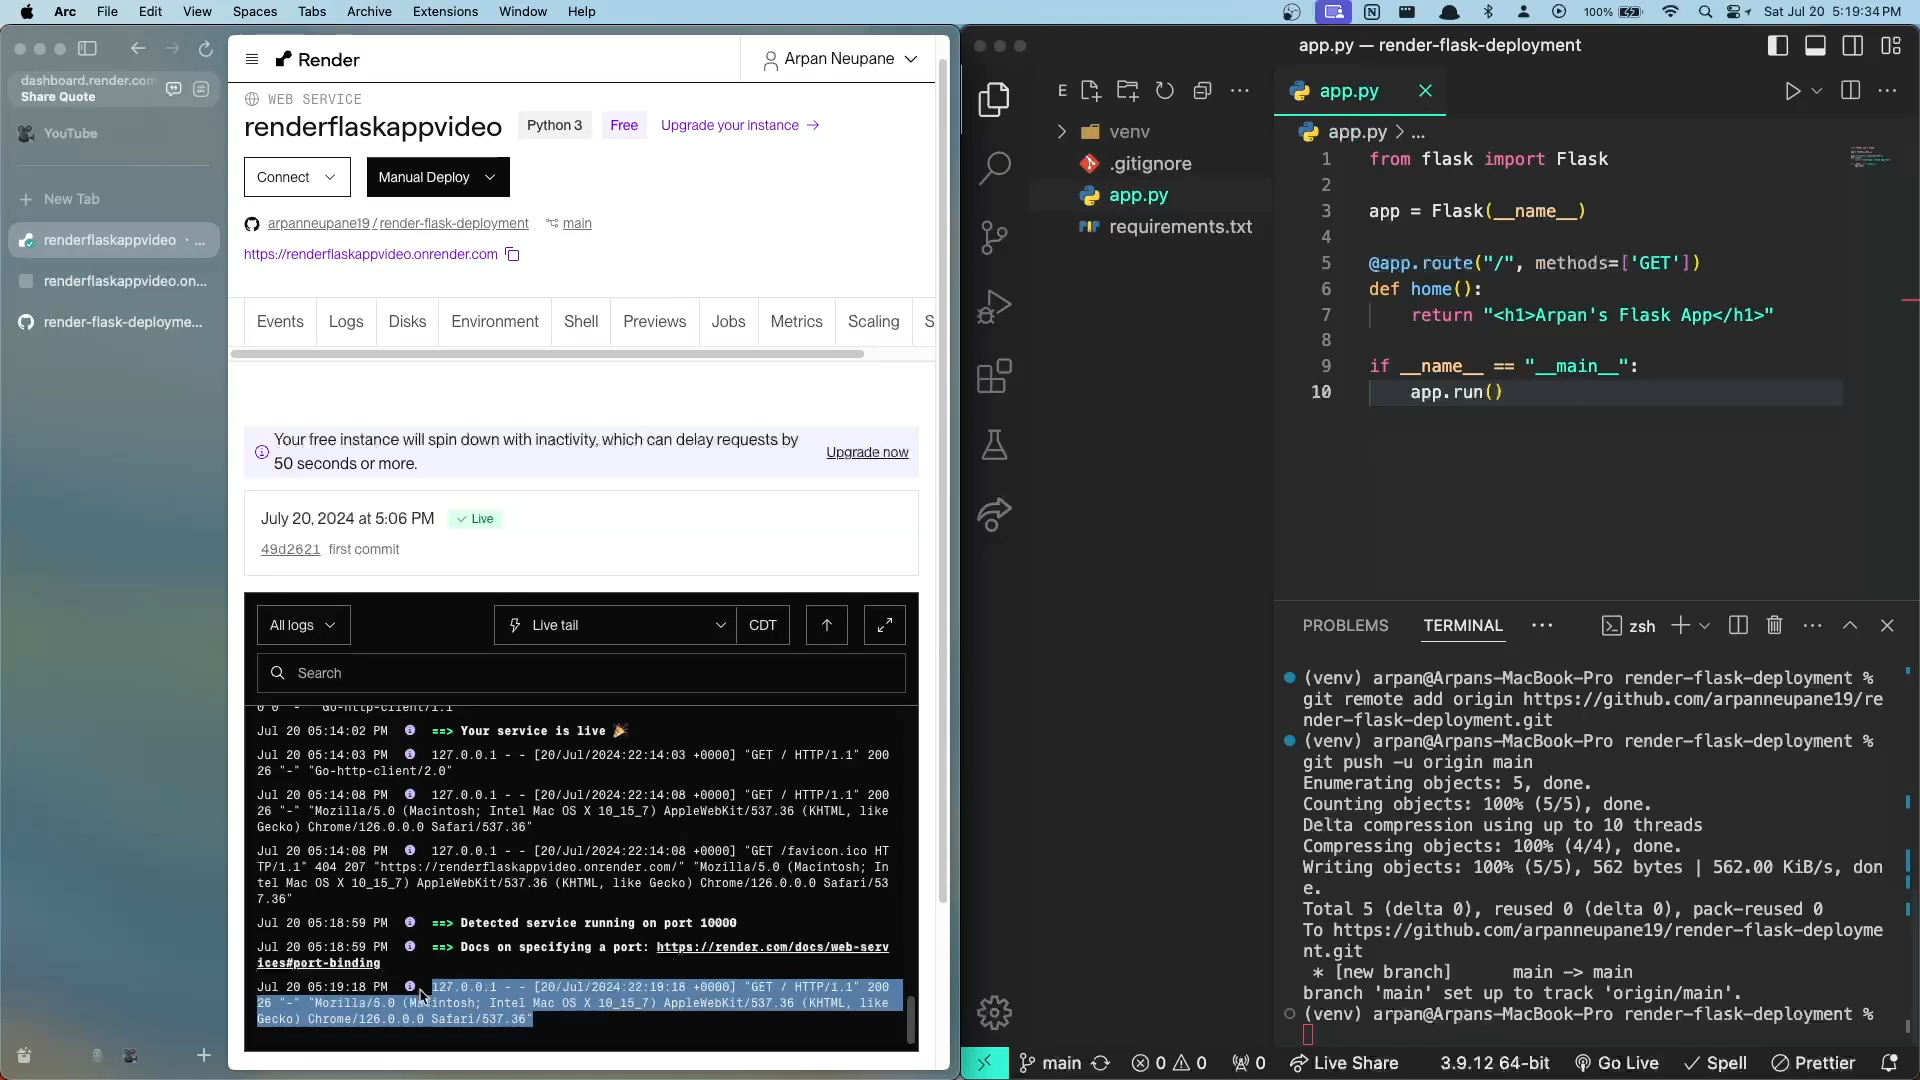 Arc File Edit View Spaces Tabs Archive Extensions Window Help
100% Sat Jul 20 5:19:34 PM
dashboard.render.com
Share Quote
YouTube
New Tab
renderflaskappvideo · ...
renderflaskappvideo.on...
render-flask-deployme...
Render
Arpan Neupane
WEB SERVICE
renderflaskappvideo Python 3 Free Upgrade your instance →
Connect Manual Deploy
arpanneupane19 / render-flask-deployment main
https://renderflaskappvideo.onrender.com
Events Logs Disks Environment Shell Previews Jobs Metrics Scaling S
Your free instance will spin down with inactivity, which can delay requests by
50 seconds or more.
Upgrade now
July 20, 2024 at 5:06 PM ✓ Live
49d2621 first commit
All logs Live tail CDT
Search
0 0 "-" "Go-http-client/1.1"
Jul 20 05:14:02 PM ==> Your service is live 🎉
Jul 20 05:14:03 PM 127.0.0.1 - - [20/Jul/2024:22:14:03 +0000] "GET / HTTP/1.1" 200
26 "-" "Go-http-client/2.0"
Jul 20 05:14:08 PM 127.0.0.1 - - [20/Jul/2024:22:14:08 +0000] "GET / HTTP/1.1" 200
26 "-" "Mozilla/5.0 (Macintosh; Intel Mac OS X 10_15_7) AppleWebKit/537.36 (KHTML, like
Gecko) Chrome/126.0.0.0 Safari/537.36"
Jul 20 05:14:08 PM 127.0.0.1 - - [20/Jul/2024:22:14:08 +0000] "GET /favicon.ico HT
TP/1.1" 404 207 "https://renderflaskappvideo.onrender.com/" "Mozilla/5.0 (Macintosh; In
tel Mac OS X 10_15_7) AppleWebKit/537.36 (KHTML, like Gecko) Chrome/126.0.0.0 Safari/53
7.36"
Jul 20 05:18:59 PM ==> Detected service running on port 10000
Jul 20 05:18:59 PM ==> Docs on specifying a port: https://render.com/docs/web-serv
ices#port-binding
Jul 20 05:19:18 PM 127.0.0.1 - - [20/Jul/2024:22:19:18 +0000] "GET / HTTP/1.1" 200
26 "-" "Mozilla/5.0 (Macintosh; Intel Mac OS X 10_15_7) AppleWebKit/537.36 (KHTML, like
Gecko) Chrome/126.0.0.0 Safari/537.36"
app.py — render-flask-deployment
E
venv
.gitignore
app.py
requirements.txt
app.py
app.py > ...
1 from flask import Flask
2
3 app = Flask(__name__)
4
5 @app.route("/", methods=['GET'])
6 def home():
7 return "<h1>Arpan's Flask App</h1>"
8
9 if __name__ == "__main__":
10 app.run()
PROBLEMS TERMINAL ··· zsh
(venv) arpan@Arpans-MacBook-Pro render-flask-deployment %
git remote add origin https://github.com/arpanneupane19/re
nder-flask-deployment.git
(venv) arpan@Arpans-MacBook-Pro render-flask-deployment %
git push -u origin main
Enumerating objects: 5, done.
Counting objects: 100% (5/5), done.
Delta compression using up to 10 threads
Compressing objects: 100% (4/4), done.
Writing objects: 100% (5/5), 562 bytes | 562.00 KiB/s, don
e.
Total 5 (delta 0), reused 0 (delta 0), pack-reused 0
To https://github.com/arpanneupane19/render-flask-deployme
nt.git
* [new branch] main -> main
branch 'main' set up to track 'origin/main'.
(venv) arpan@Arpans-MacBook-Pro render-flask-deployment %
main 0 0 0 Live Share 3.9.12 64-bit Go Live Spell Prettier